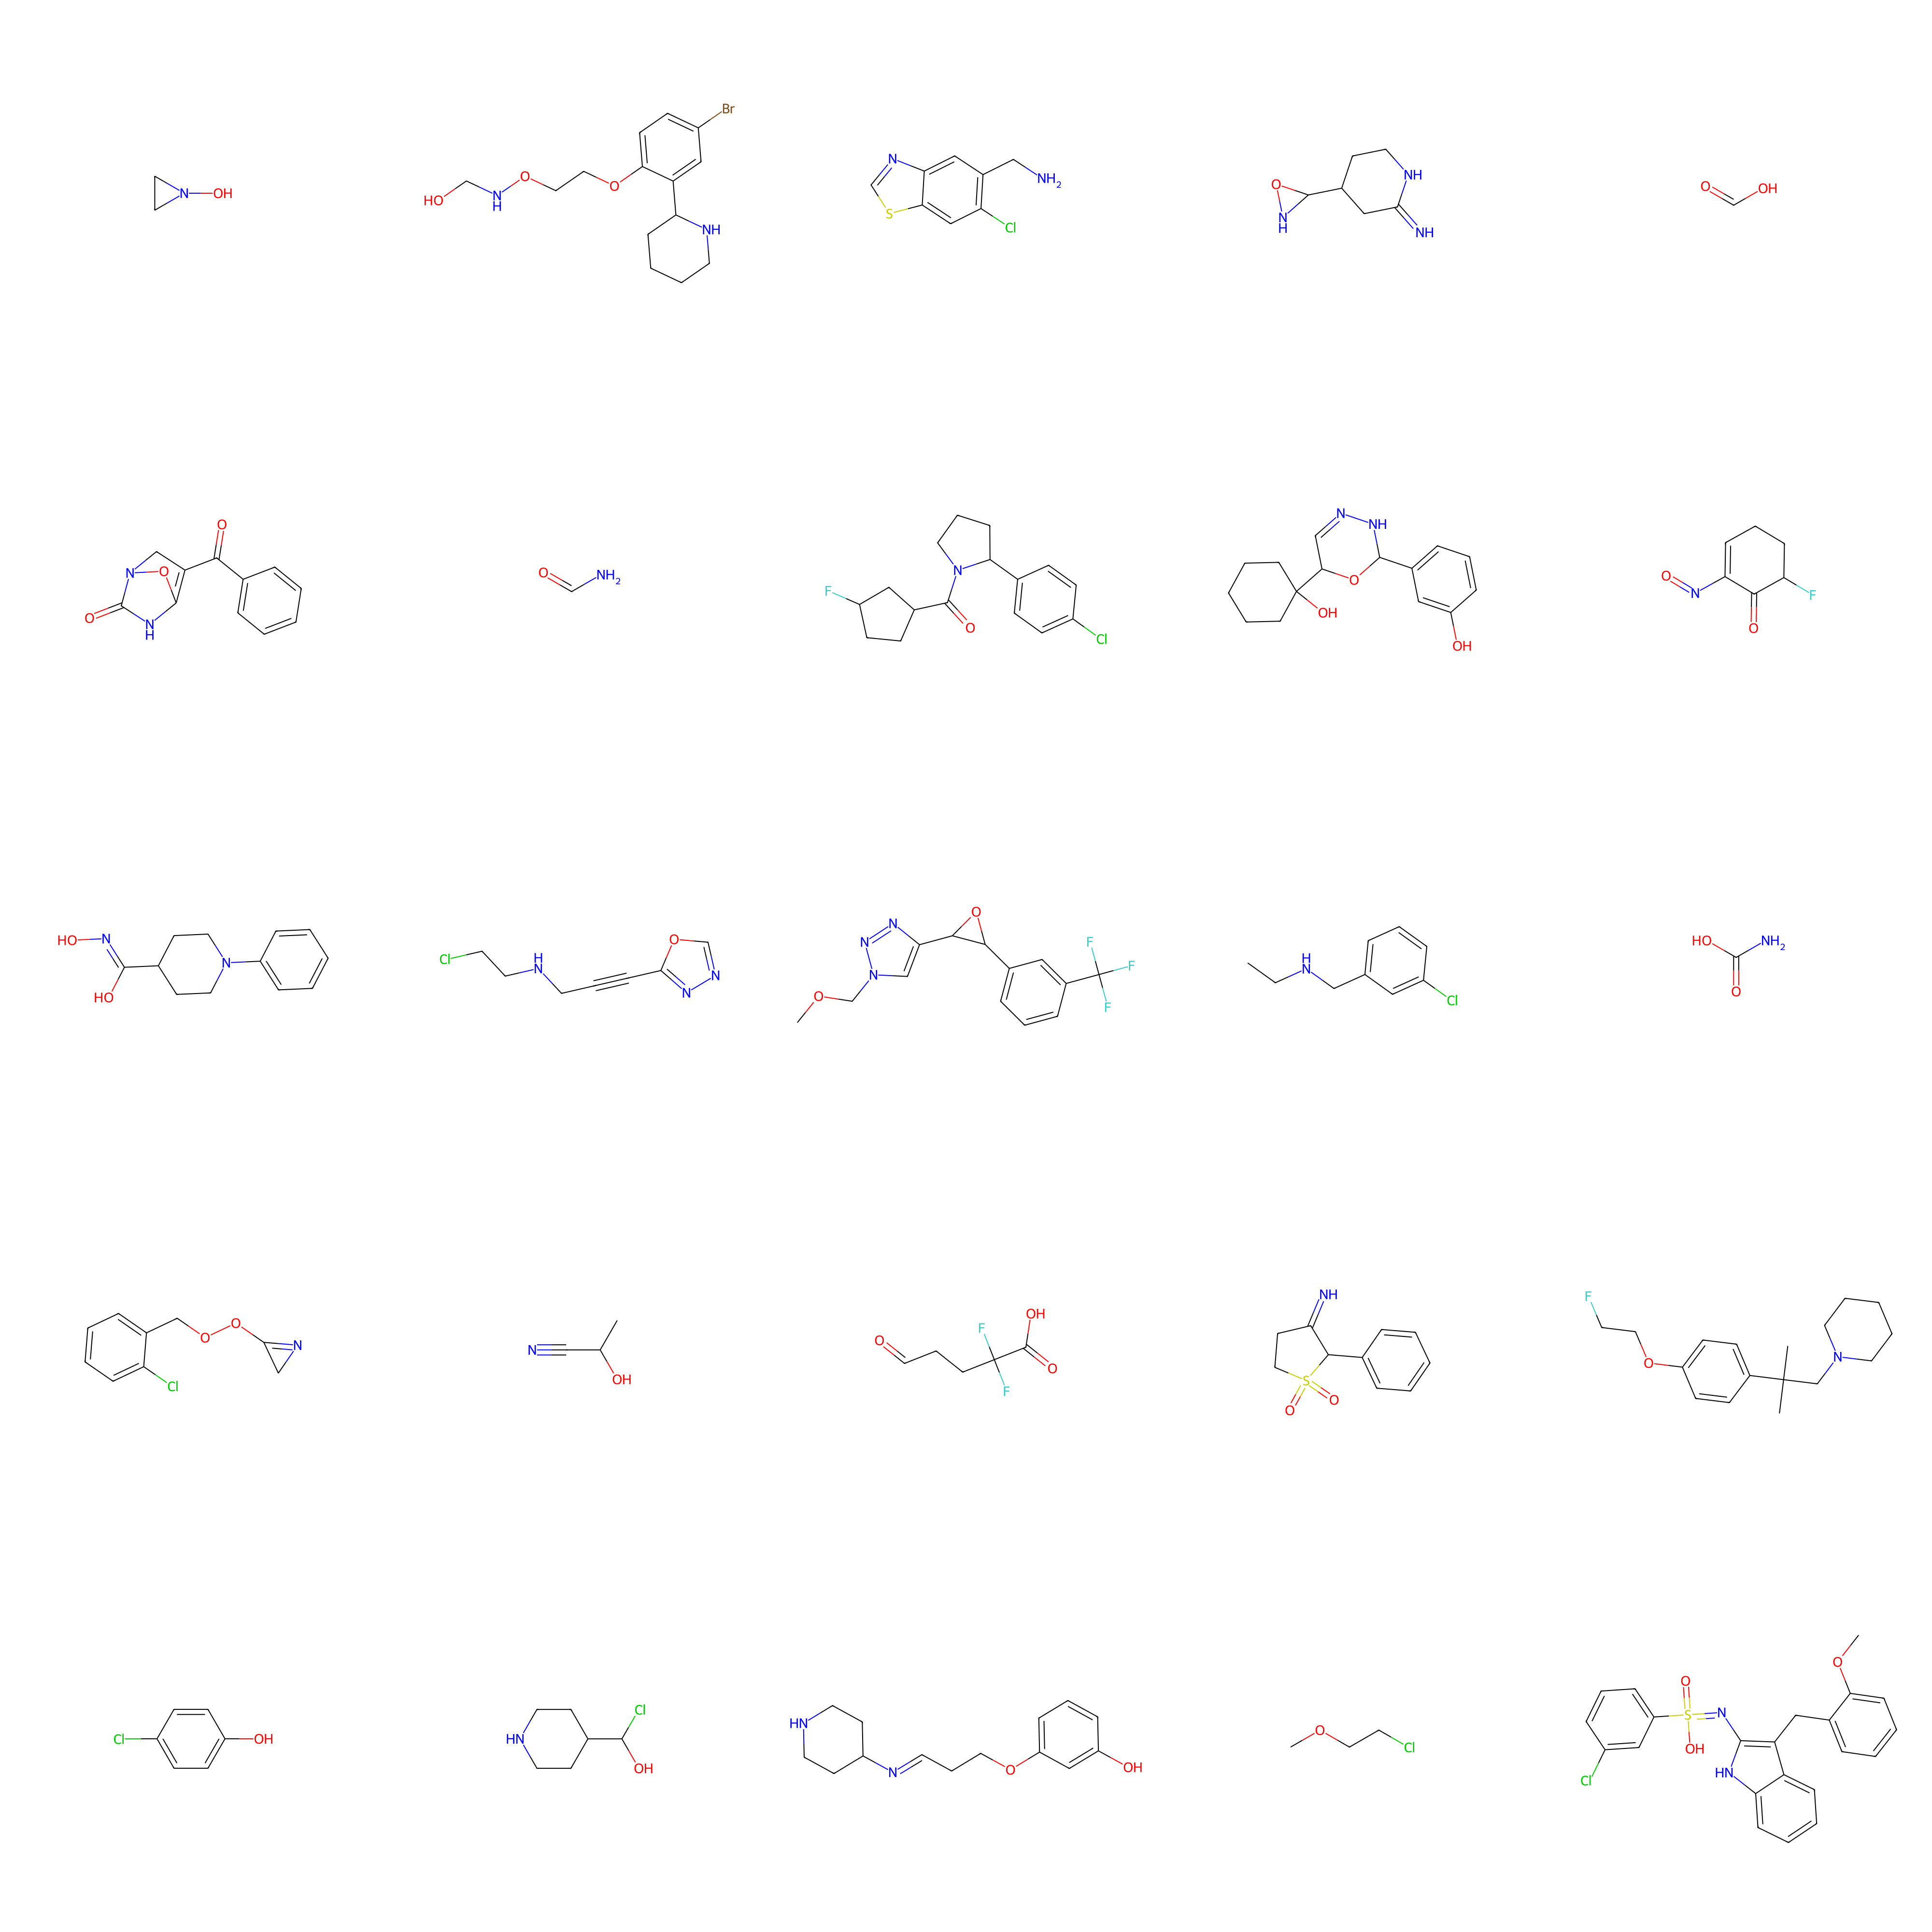 N OH
HO N H O O Br NH
N S NH2 Cl
O N H NH NH
O OH
O N O O N H
O NH2
F N O Cl
N NH O OH OH
O N O F
HO N HO N
Cl H N O N N
N N N O O F F F
H N Cl
HO NH2 O
O O N Cl
N OH
O F F OH O
NH S O O
F O N
Cl OH
HN Cl OH
HN N O OH
O Cl
O O S N OH Cl HN